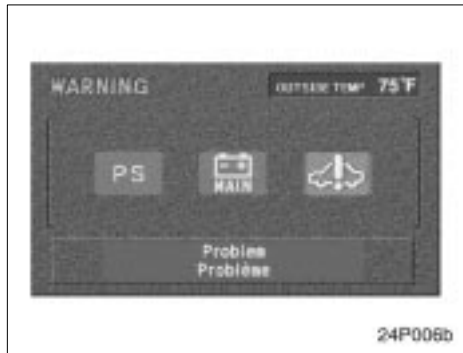 WARNING OUTSIDE TEMP 75°F
PS MAIN
Problem
Problème
24P006b